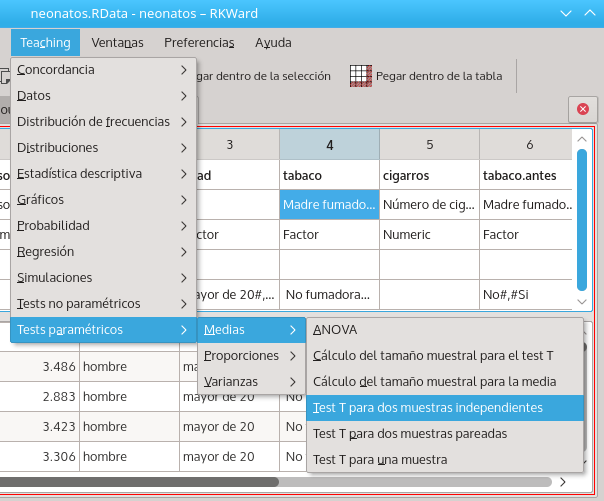 neonatos.RData - neonatos – RKWard
Teaching Ventanas Preferencias Ayuda
Concordancia
Datos
Distribución de frecuencias
Distribuciones
Estadística descriptiva
Gráficos
Probabilidad
Regresión
Simulaciones
Tests no paramétricos
Tests paramétricos
gar dentro de la selección Pegar dentro de la tabla
3 4 5 6
ad tabaco cigarros tabaco.antes
Madre fumado... Número de cig... Madre fumado...
ctor Factor Numeric Factor
ayor de 20#,... No fumadora... No#,#Si
Medias
Proporciones
Varianzas
ANOVA
Cálculo del tamaño muestral para el test T
Cálculo del tamaño muestral para la media
Test T para dos muestras independientes
Test T para dos muestras pareadas
Test T para una muestra
3.486 hombre ma
2.883 hombre mayor de 20 No
3.423 hombre mayor de 20 No
3.306 hombre mayor de 20 No